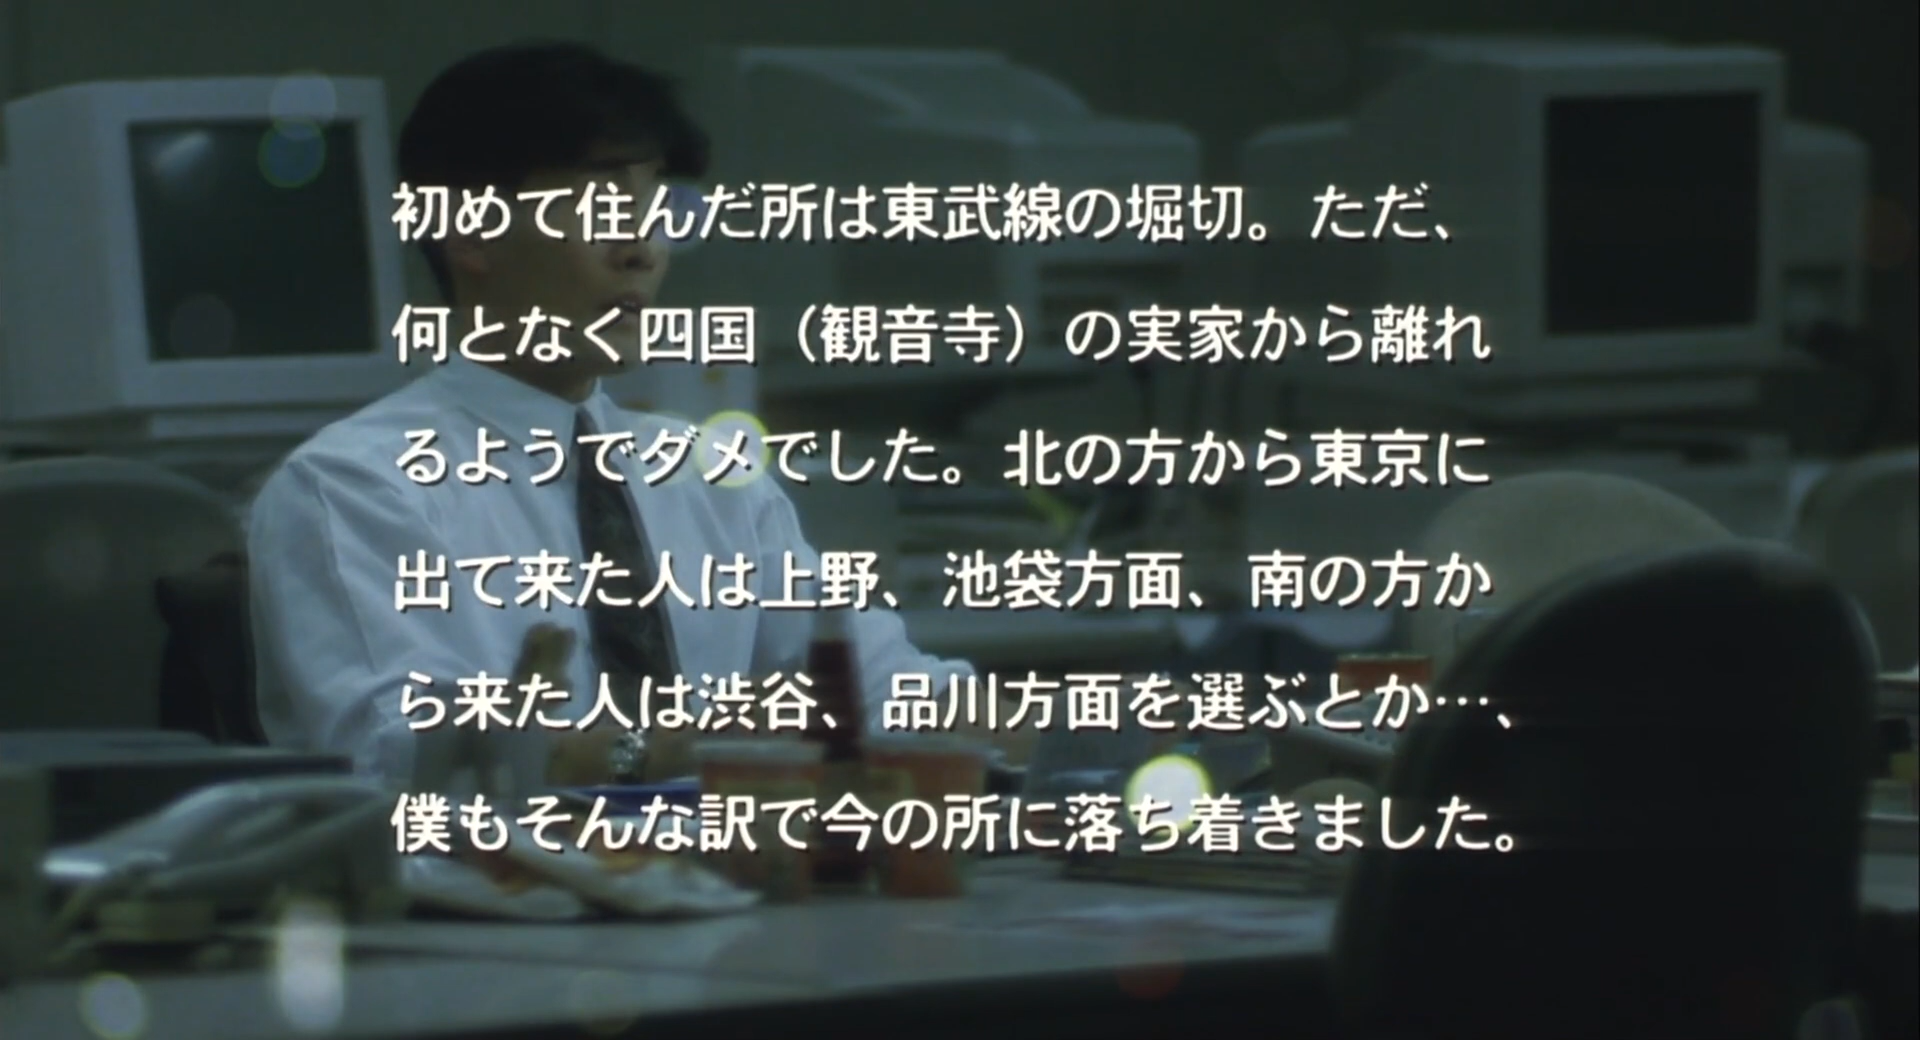 初めて住んだ所は東武線の堀切。ただ、
何となく四国（観音寺）の実家から離れ
るようでダメでした。北の方から東京に
出て来た人は上野、池袋方面、南の方か
ら来た人は渋谷、品川方面を選ぶとか…、
僕もそんな訳で今の所に落ち着きました。